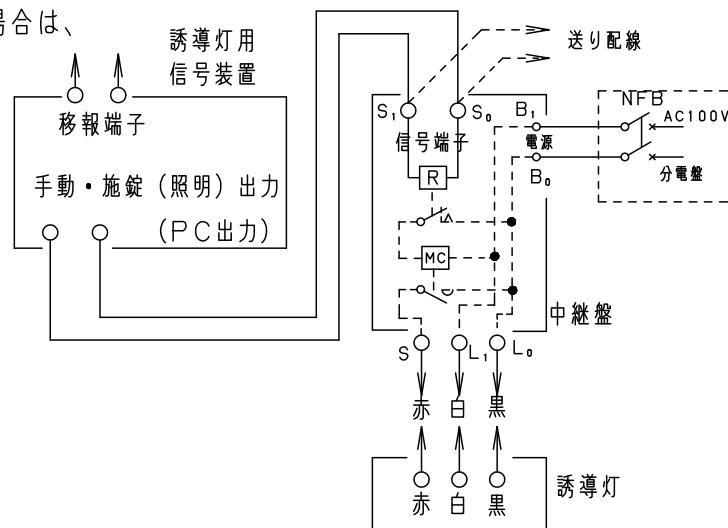 場合は、
誘導灯用
信号装置
移報端子
手動・施錠（照明）出力
（PC出力）
送り配線
S₁
S₀
信号端子
R
MC
B₁
電源
B₀
NFB
AC100V
分電盤
中継盤
S
L₁
L₀
赤 白 黒
赤 白 黒
誘導灯